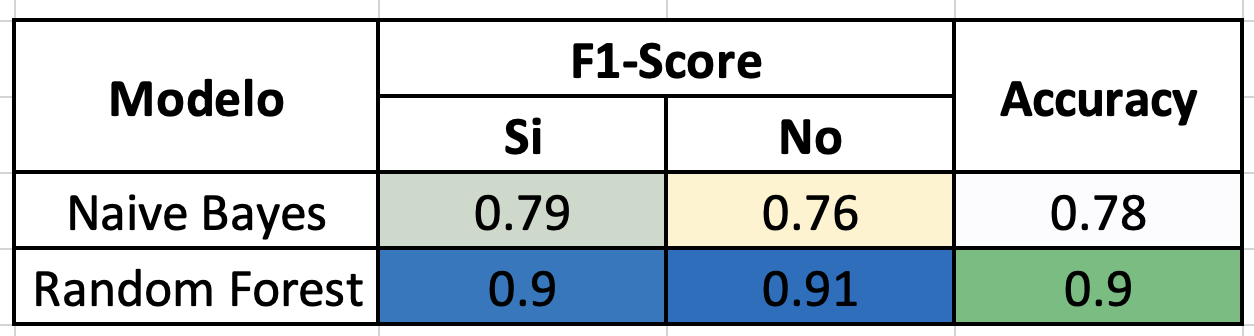 Modelo F1-Score Accuracy
Si No
Naive Bayes 0.79 0.76 0.78
Random Forest 0.9 0.91 0.9